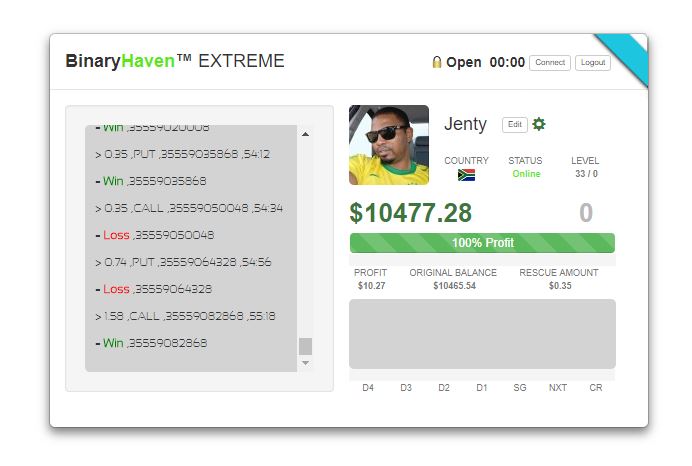 BinaryHaven™ EXTREME
Open 00:00 Connect Logout
- Win ,35559020008
> 0.35 ,PUT ,35559035868 ,54:12
- Win ,35559035868
> 0.35 ,CALL ,35559050048 ,54:34
- Loss ,35559050048
> 0.74 ,PUT ,35559064328 ,54:56
- Loss ,35559064328
> 1.58 ,CALL ,35559082868 ,55:18
- Win ,35559082868
Jenty Edit
COUNTRY STATUS LEVEL
Online 33 / 0
$10477.28 0
100% Profit
PROFIT ORIGINAL BALANCE RESCUE AMOUNT
$10.27 $10465.54 $0.35
D4 D3 D2 D1 SG NXT CR